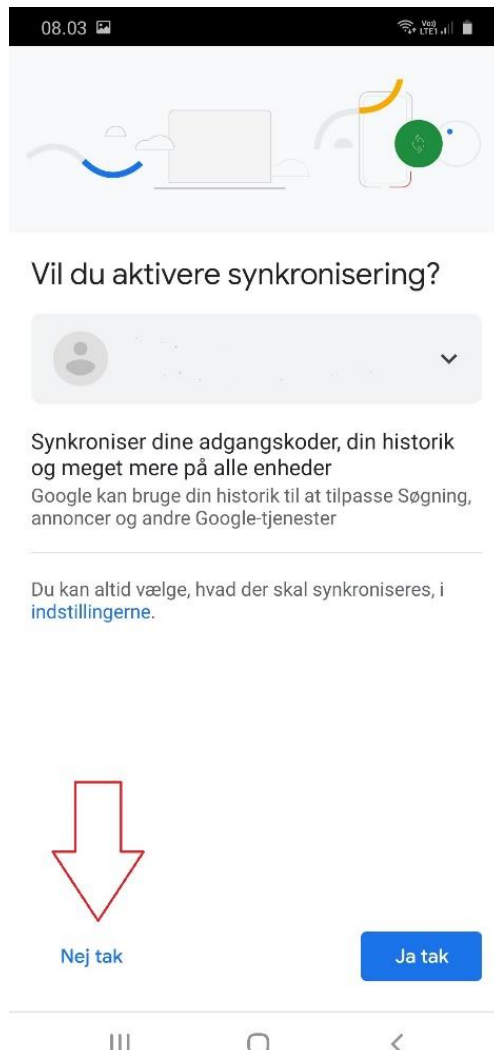 08.03
Vo))
LTE1
Vil du aktivere synkronisering?
Synkroniser dine adgangskoder, din historik
og meget mere på alle enheder
Google kan bruge din historik til at tilpasse Søgning,
annoncer og andre Google-tjenester
Du kan altid vælge, hvad der skal synkroniseres, i
indstillingerne.
Nej tak
Ja tak